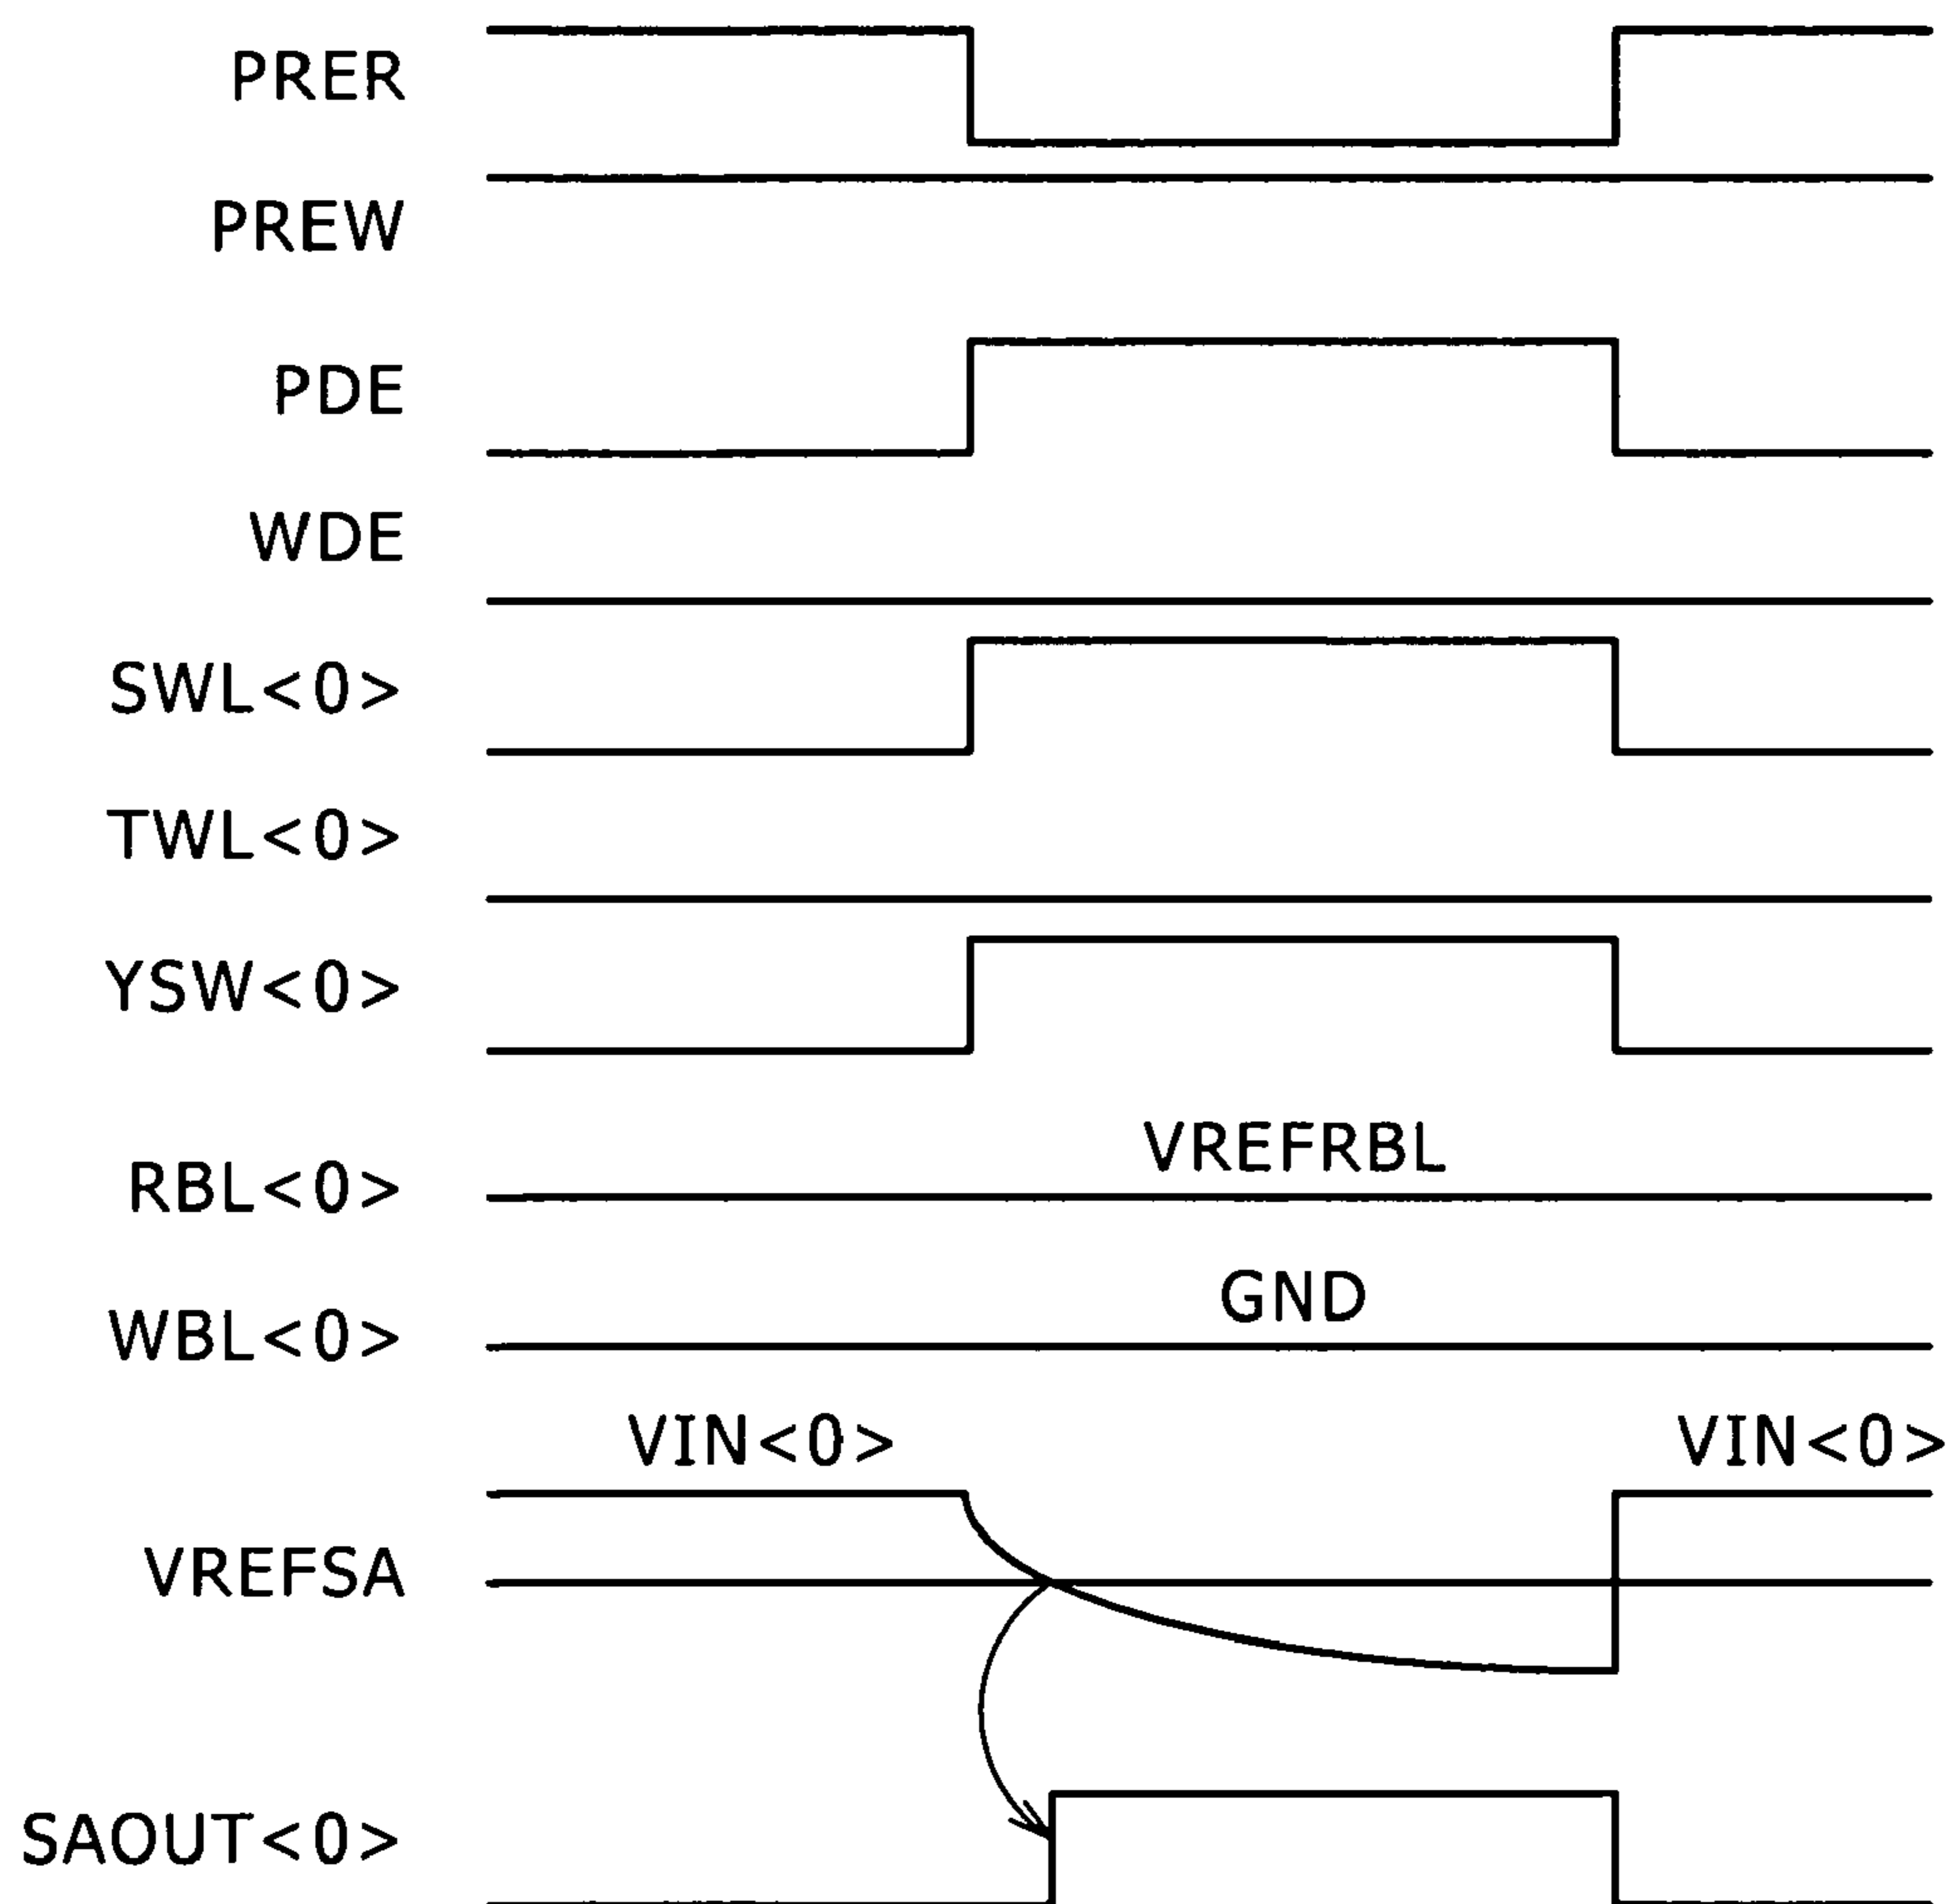 PRER
PREW
PDE
WDE
SWL<0>
TWL<0>
YSW<0>
VREFRBL
RBL<0>
GND
WBL<0>
VIN<0>
VIN<0>
VREFSA
SAOUT<0>